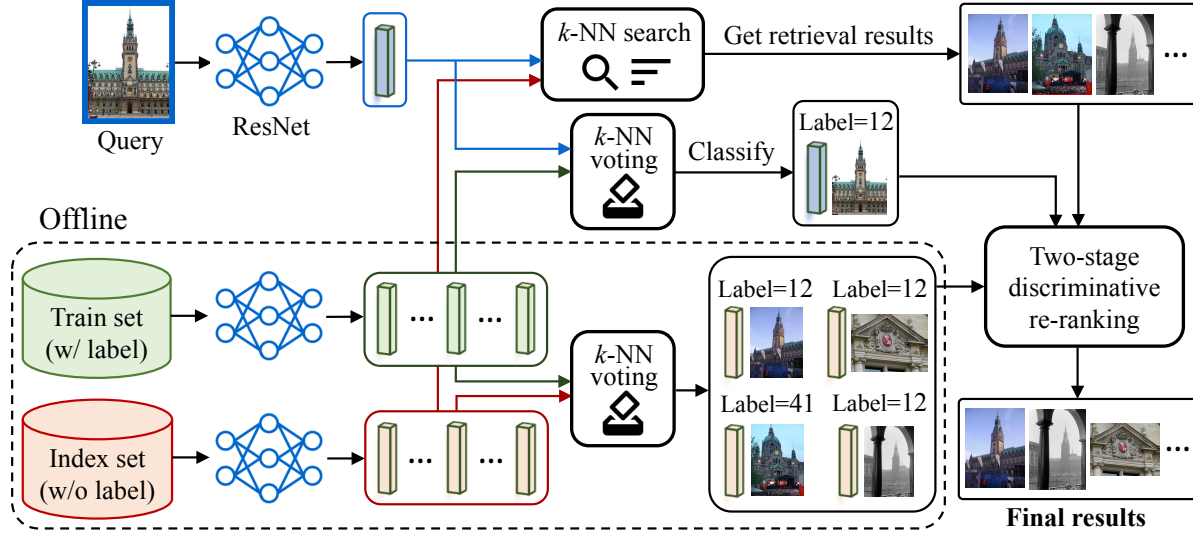 k-NN search
Get retrieval results
...
Query
ResNet
k-NN
voting
Classify
Label=12
Offline
Train set
(w/ label)
... ...
k-NN
voting
Label=12 Label=12
Label=41 Label=12
Two-stage
discriminative
re-ranking
Index set
(w/o label)
... ...
...
Final results